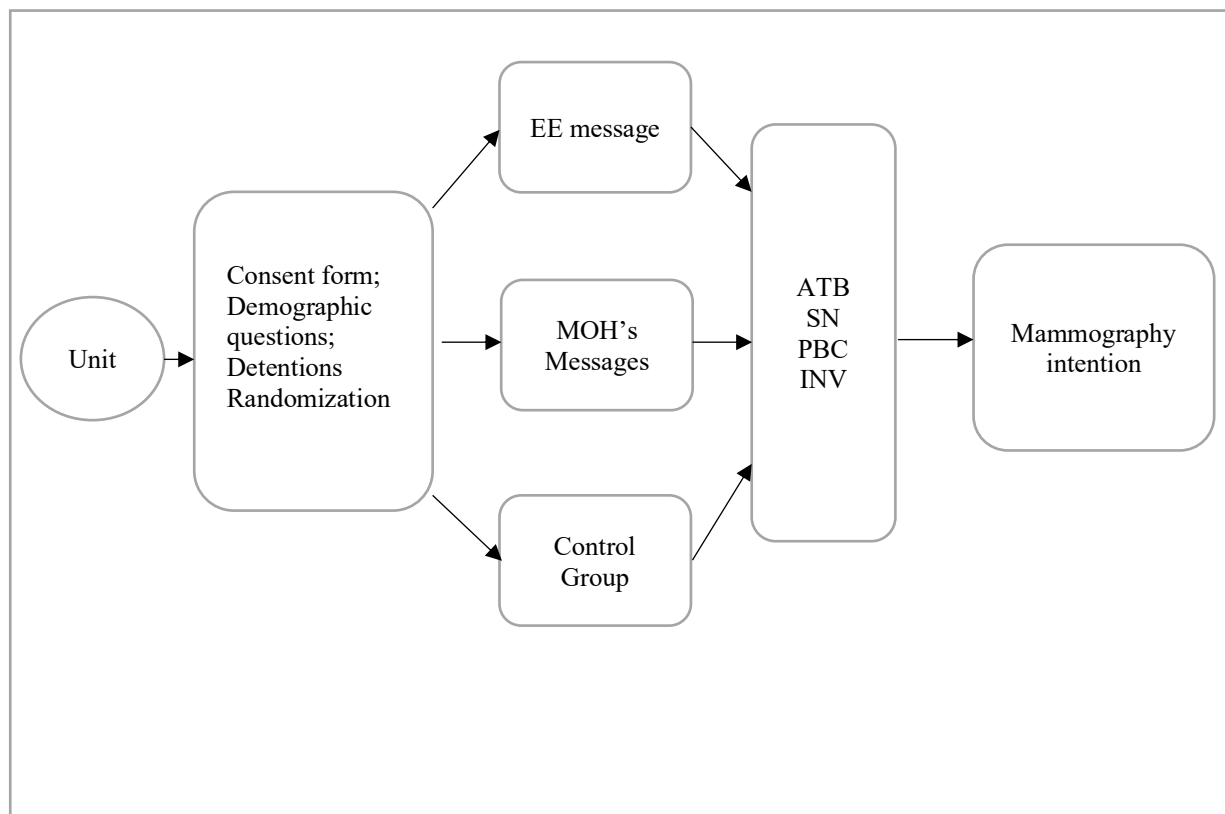 Unit
Consent form;
Demographic
questions;
Detentions
Randomization
EE message
MOH’s
Messages
Control
Group
ATB
SN
PBC
INV
Mammography
intention